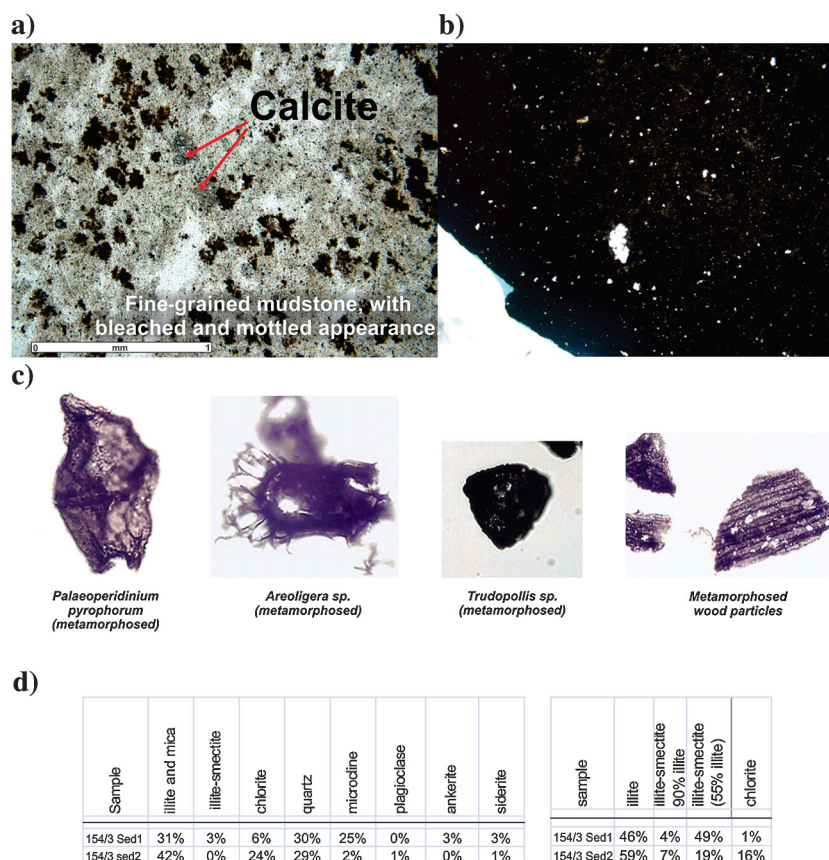 a)
b)
Calcite
Fine-grained mudstone, with
bleached and mottled appearance
0 mm 1
c)
Palaeoperidinium
pyrophorum
(metamorphosed)
Areoligera sp.
(metamorphosed)
Trudopollis sp.
(metamorphosed)
Metamorphosed
wood particles
d)
Sample illite and mica illite-smectite chlorite quartz microcline plagioclase ankerite siderite
154/3 Sed1 31% 3% 6% 30% 25% 0% 3% 3%
154/3 sed2 42% 0% 24% 29% 2% 1% 0% 1%
sample illite illite-smectite 90% illite illite-smectite (55% illite) chlorite
154/3 Sed1 46% 4% 49% 1%
154/3 Sed2 59% 7% 19% 16%